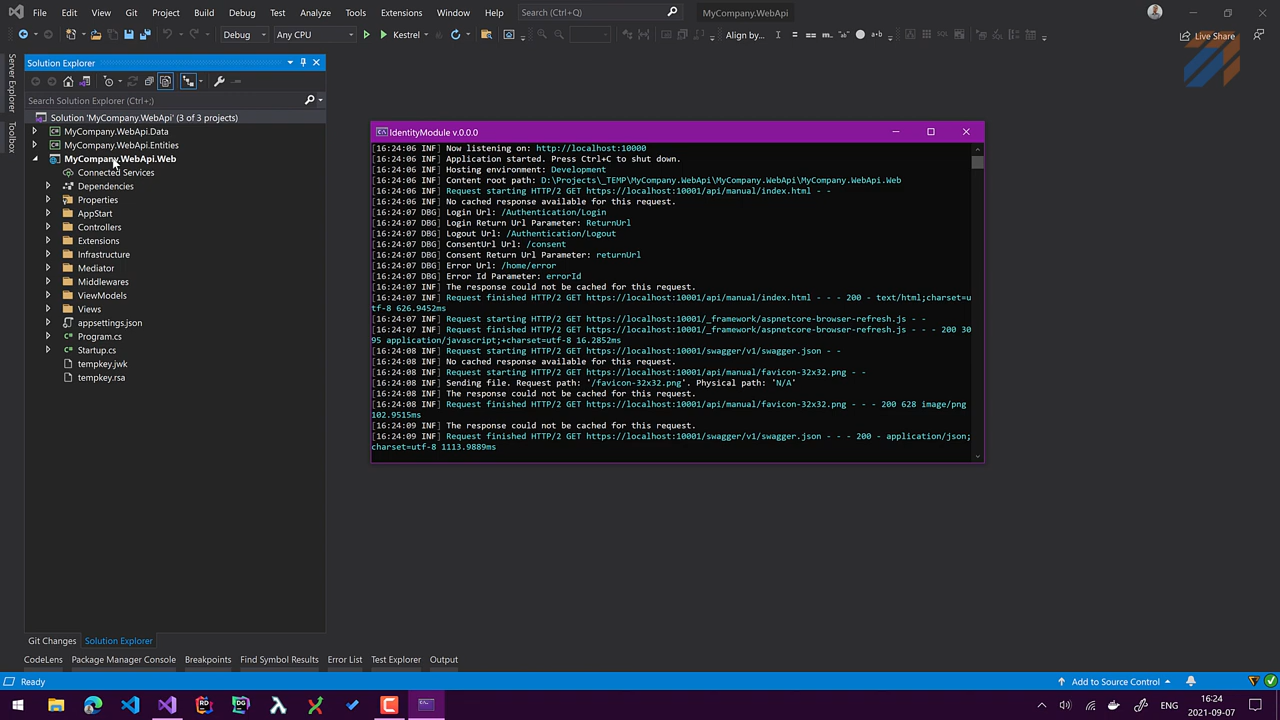 File Edit View Git Project Build Debug Test Analyze Tools Extensions Window Help Search (Ctrl+Q) MyCompany.WebApi
Debug Any CPU Kestrel Align by... Live Share
Server Explorer
Toolbox
Solution Explorer
Search Solution Explorer (Ctrl+;)
Solution 'MyCompany.WebApi' (3 of 3 projects)
MyCompany.WebApi.Data
MyCompany.WebApi.Entities
MyCompany.WebApi.Web
Connected Services
Dependencies
Properties
AppStart
Controllers
Extensions
Infrastructure
Mediator
Middlewares
ViewModels
Views
appsettings.json
Program.cs
Startup.cs
tempkey.jwk
tempkey.rsa
IdentityModule v.0.0.0
Now listening on: http://localhost:10000
[16:24:06 INF] Application started. Press Ctrl+C to shut down.
[16:24:06 INF] Hosting environment: Development
[16:24:06 INF] Content root path: D:\Projects\_TEMP\MyCompany.WebApi\MyCompany.WebApi\MyCompany.WebApi.Web
[16:24:06 INF] Request starting HTTP/2 GET https://localhost:10001/api/manual/index.html - -
[16:24:06 INF] No cached response available for this request.
[16:24:07 DBG] Login Url: /Authentication/Login
[16:24:07 DBG] Login Return Url Parameter: ReturnUrl
[16:24:07 DBG] Logout Url: /Authentication/Logout
[16:24:07 DBG] ConsentUrl Url: /consent
[16:24:07 DBG] Consent Return Url Parameter: returnUrl
[16:24:07 DBG] Error Url: /home/error
[16:24:07 DBG] Error Id Parameter: errorId
[16:24:07 INF] The response could not be cached for this request.
[16:24:07 INF] Request finished HTTP/2 GET https://localhost:10001/api/manual/index.html - - - 200 - text/html;charset=u
tf-8 626.9452ms
[16:24:07 INF] Request starting HTTP/2 GET https://localhost:10001/_framework/aspnetcore-browser-refresh.js - -
[16:24:07 INF] Request finished HTTP/2 GET https://localhost:10001/_framework/aspnetcore-browser-refresh.js - - - 200 30
95 application/javascript;+charset=utf-8 16.2852ms
[16:24:08 INF] Request starting HTTP/2 GET https://localhost:10001/swagger/v1/swagger.json - -
[16:24:08 INF] No cached response available for this request.
[16:24:08 INF] Request starting HTTP/2 GET https://localhost:10001/api/manual/favicon-32x32.png - -
[16:24:08 INF] Sending file. Request path: '/favicon-32x32.png'. Physical path: 'N/A'
[16:24:08 INF] The response could not be cached for this request.
[16:24:08 INF] Request finished HTTP/2 GET https://localhost:10001/api/manual/favicon-32x32.png - - - 200 628 image/png
102.9515ms
[16:24:09 INF] The response could not be cached for this request.
[16:24:09 INF] Request finished HTTP/2 GET https://localhost:10001/swagger/v1/swagger.json - - - 200 - application/json;
charset=utf-8 1113.9889ms
Git Changes Solution Explorer
CodeLens Package Manager Console Breakpoints Find Symbol Results Error List Test Explorer Output
Ready Add to Source Control
ENG 16:24
2021-09-07